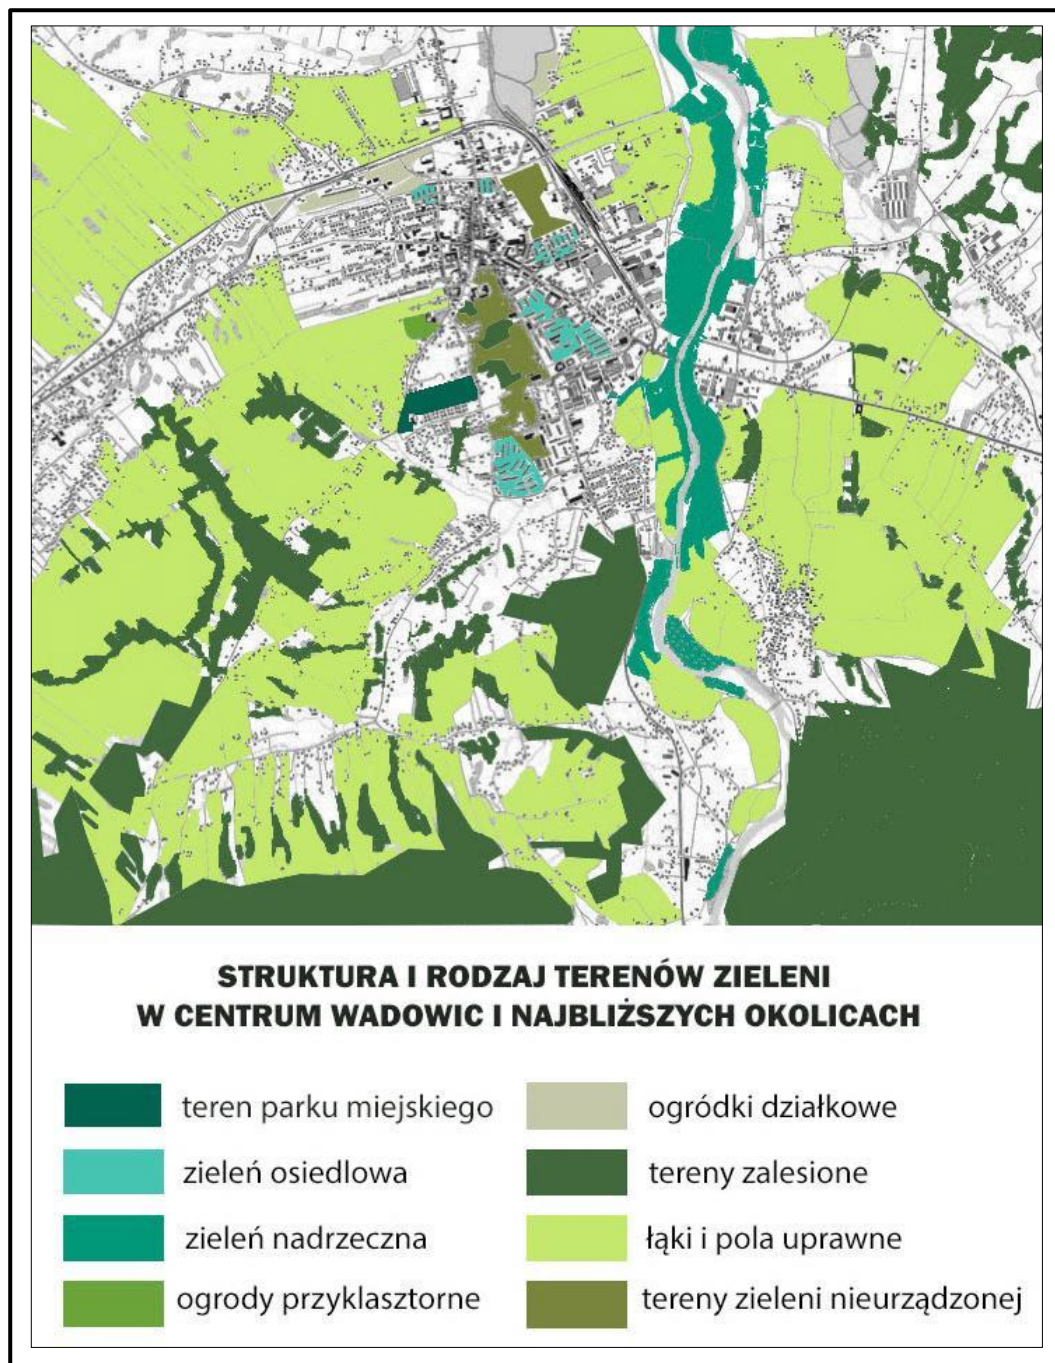 STRUKTURA I RODZAJ TERENÓW ZIELENI
W CENTRUM WADOWIC I NAJBLIŻSZYCH OKOLICACH
teren parku miejskiego
zieleń osiedlowa
zieleń nadrzeczna
ogrody przyklasztorne
ogródki działkowe
tereny zalesione
łąki i pola uprawne
tereny zieleni nieurządzonej